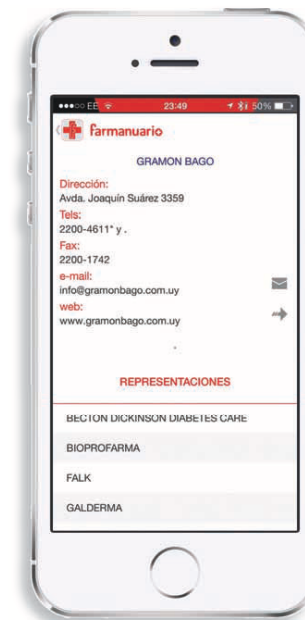 ●●●○○ EE 23:49 50%
farmanuario
GRAMON BAGO
Dirección:
Avda. Joaquín Suárez 3359
Tels:
2200-4611* y .
Fax:
2200-1742
e-mail:
info@gramonbago.com.uy
web:
www.gramonbago.com.uy
.
REPRESENTACIONES
BECTON DICKINSON DIABETES CARE
BIOPROFARMA
FALK
GALDERMA